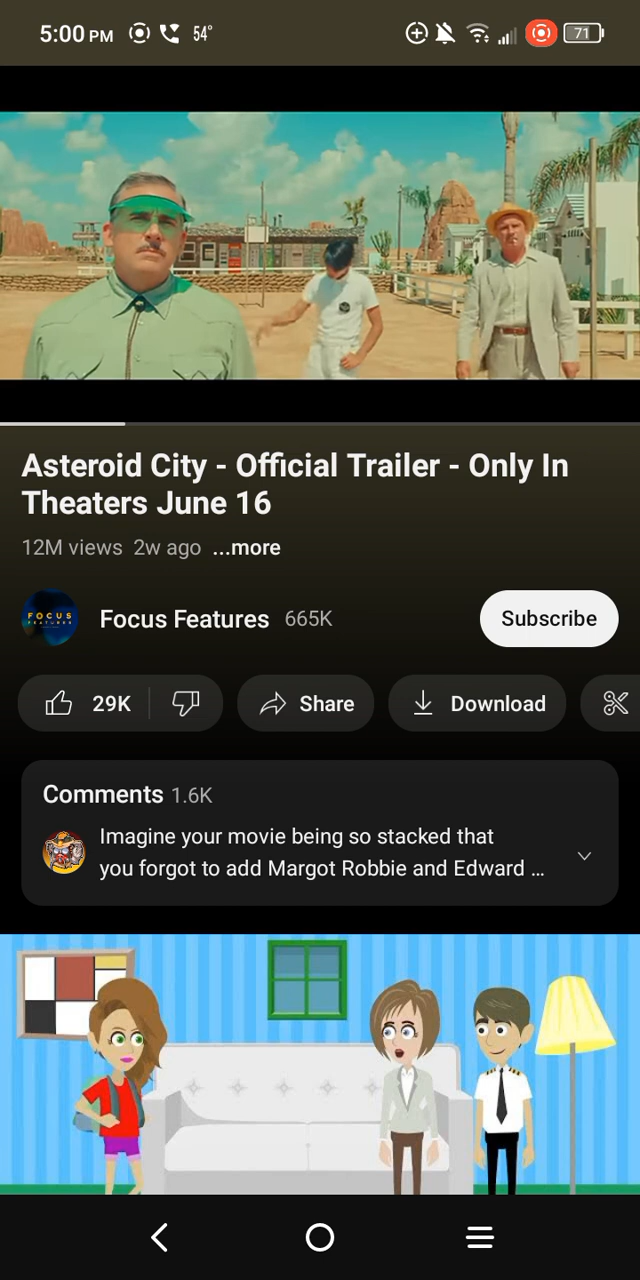 5:00 PM 54°
71
Asteroid City - Official Trailer - Only In
Theaters June 16
12M views 2w ago ...more
FOCUS
FEATURES
Focus Features 665K
Subscribe
29K
Share
Download
Comments 1.6K
Imagine your movie being so stacked that
you forgot to add Margot Robbie and Edward ...